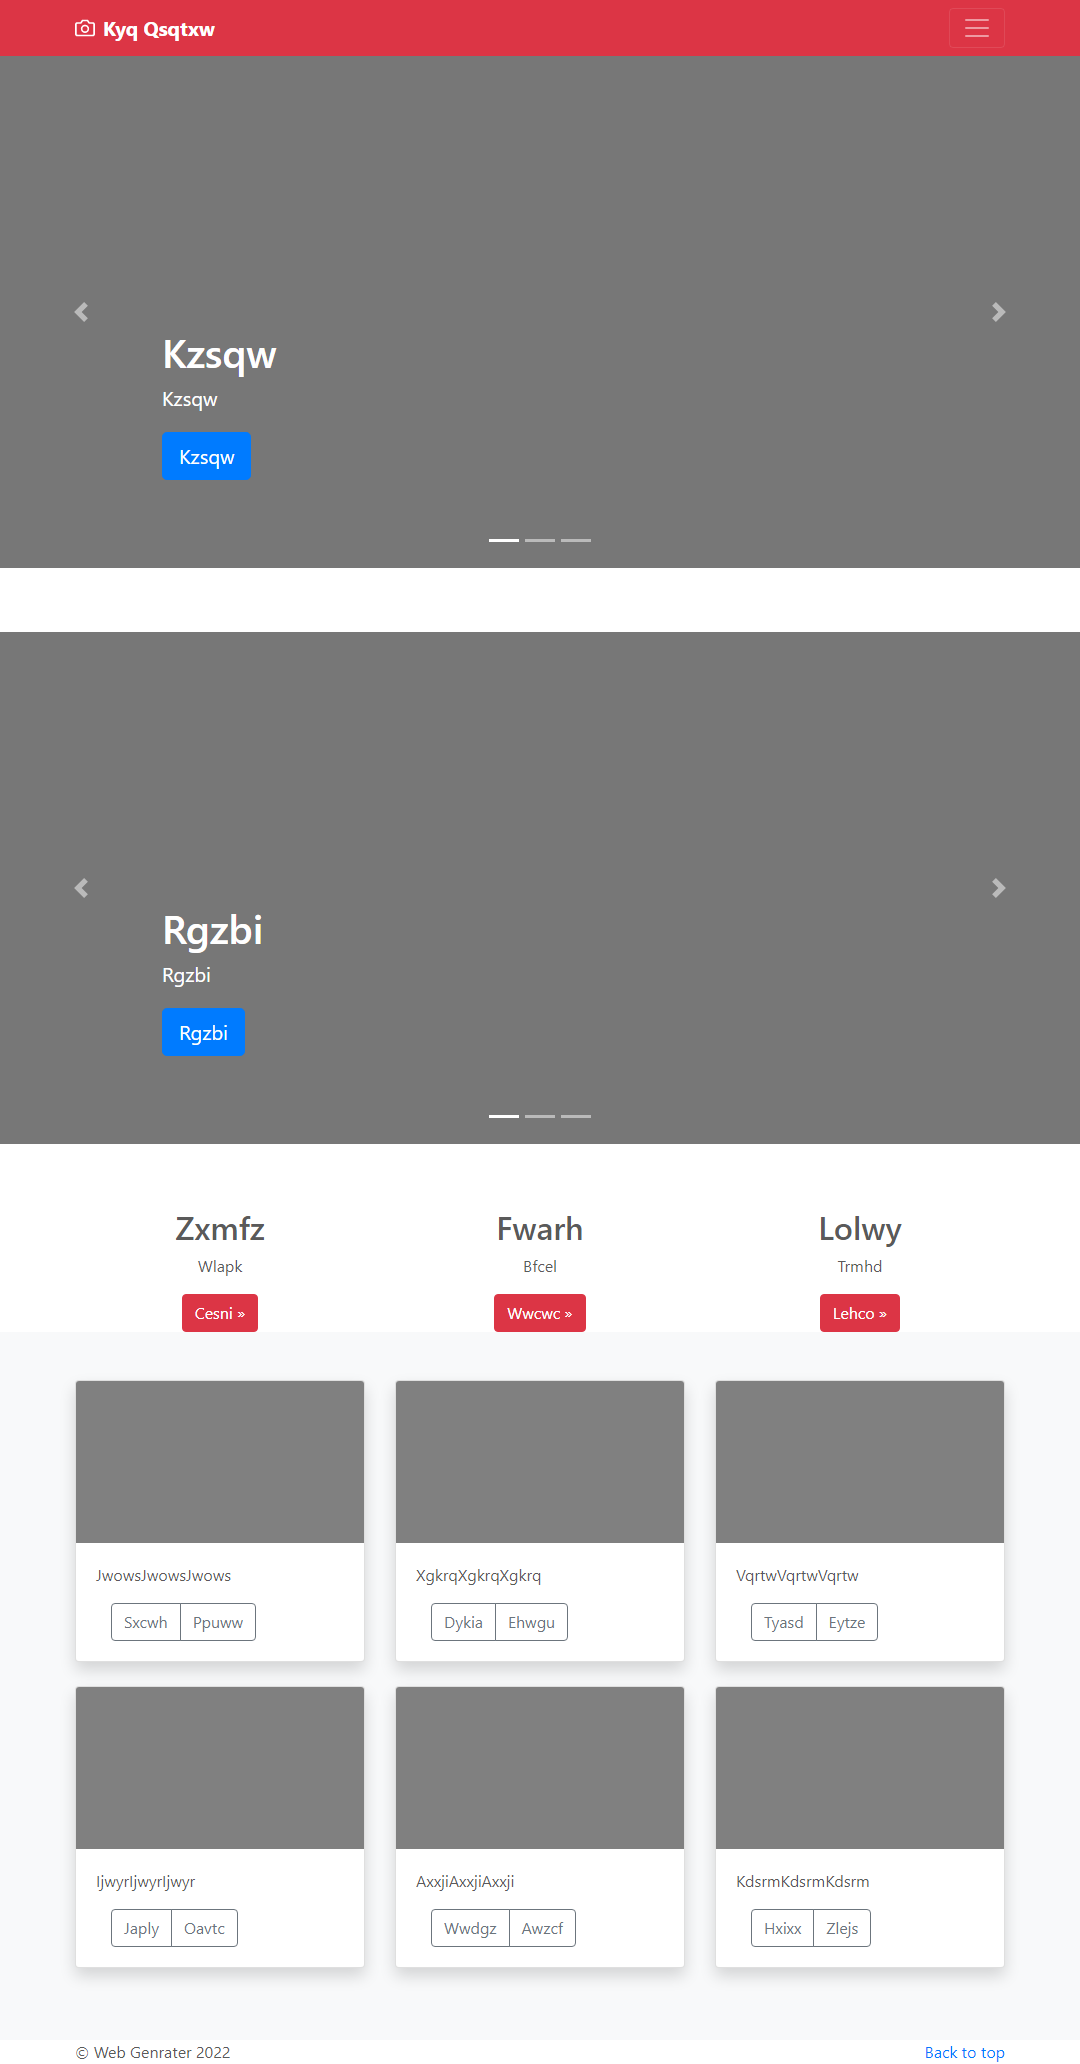 Kyq Qsqtxw
Kzsqw
Kzsqw
Kzsqw
Rgzbi
Rgzbi
Rgzbi
Zxmfz
Wlapk
Cesni »
Fwarh
Bfcel
Wwcwc »
Lolwy
Trmhd
Lehco »
JwowsJwowsJwows
Sxcwh Ppuww
XgkrqXgkrqXgkrq
Dykia Ehwgu
VqrtwVqrtwVqrtw
Tyasd Eytze
IjwyrIjwyrIjwyr
Japly Oavtc
AxxjiAxxjiAxxji
Wwdgz Awzcf
KdsrmKdsrmKdsrm
Hxixx Zlejs
© Web Genrater 2022
Back to top